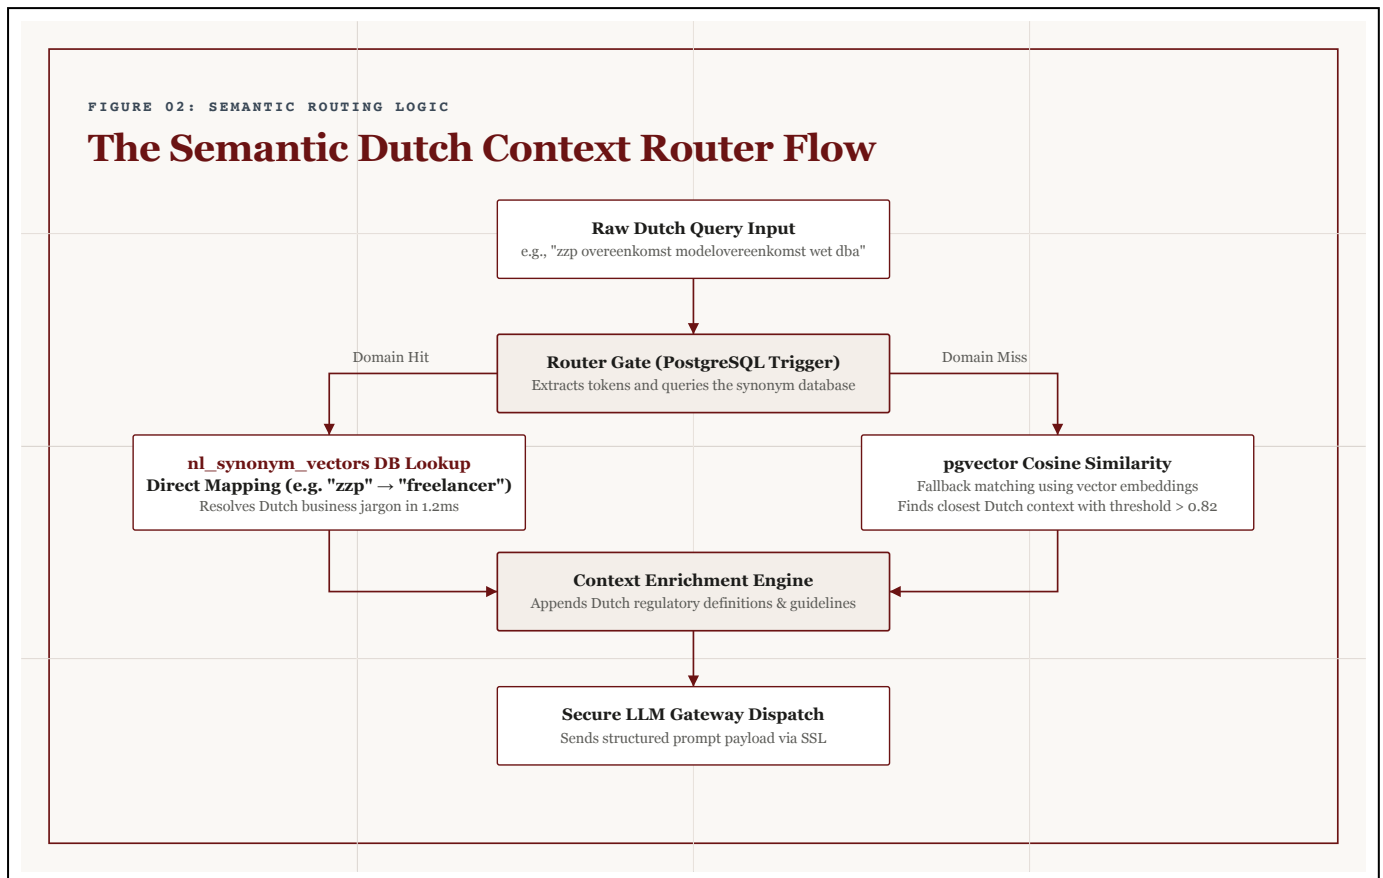 FIGURE 02: SEMANTIC ROUTING LOGIC
The Semantic Dutch Context Router Flow
Raw Dutch Query Input
e.g., "zzp overeenkomst modelovereenkomst wet dba"
Domain Hit
Router Gate (PostgreSQL Trigger)
Extracts tokens and queries the synonym database
Domain Miss
nl_synonym_vectors DB Lookup
Direct Mapping (e.g. "zzp" → "freelancer")
Resolves Dutch business jargon in 1.2ms
pgvector Cosine Similarity
Fallback matching using vector embeddings
Finds closest Dutch context with threshold > 0.82
Context Enrichment Engine
Appends Dutch regulatory definitions & guidelines
Secure LLM Gateway Dispatch
Sends structured prompt payload via SSL